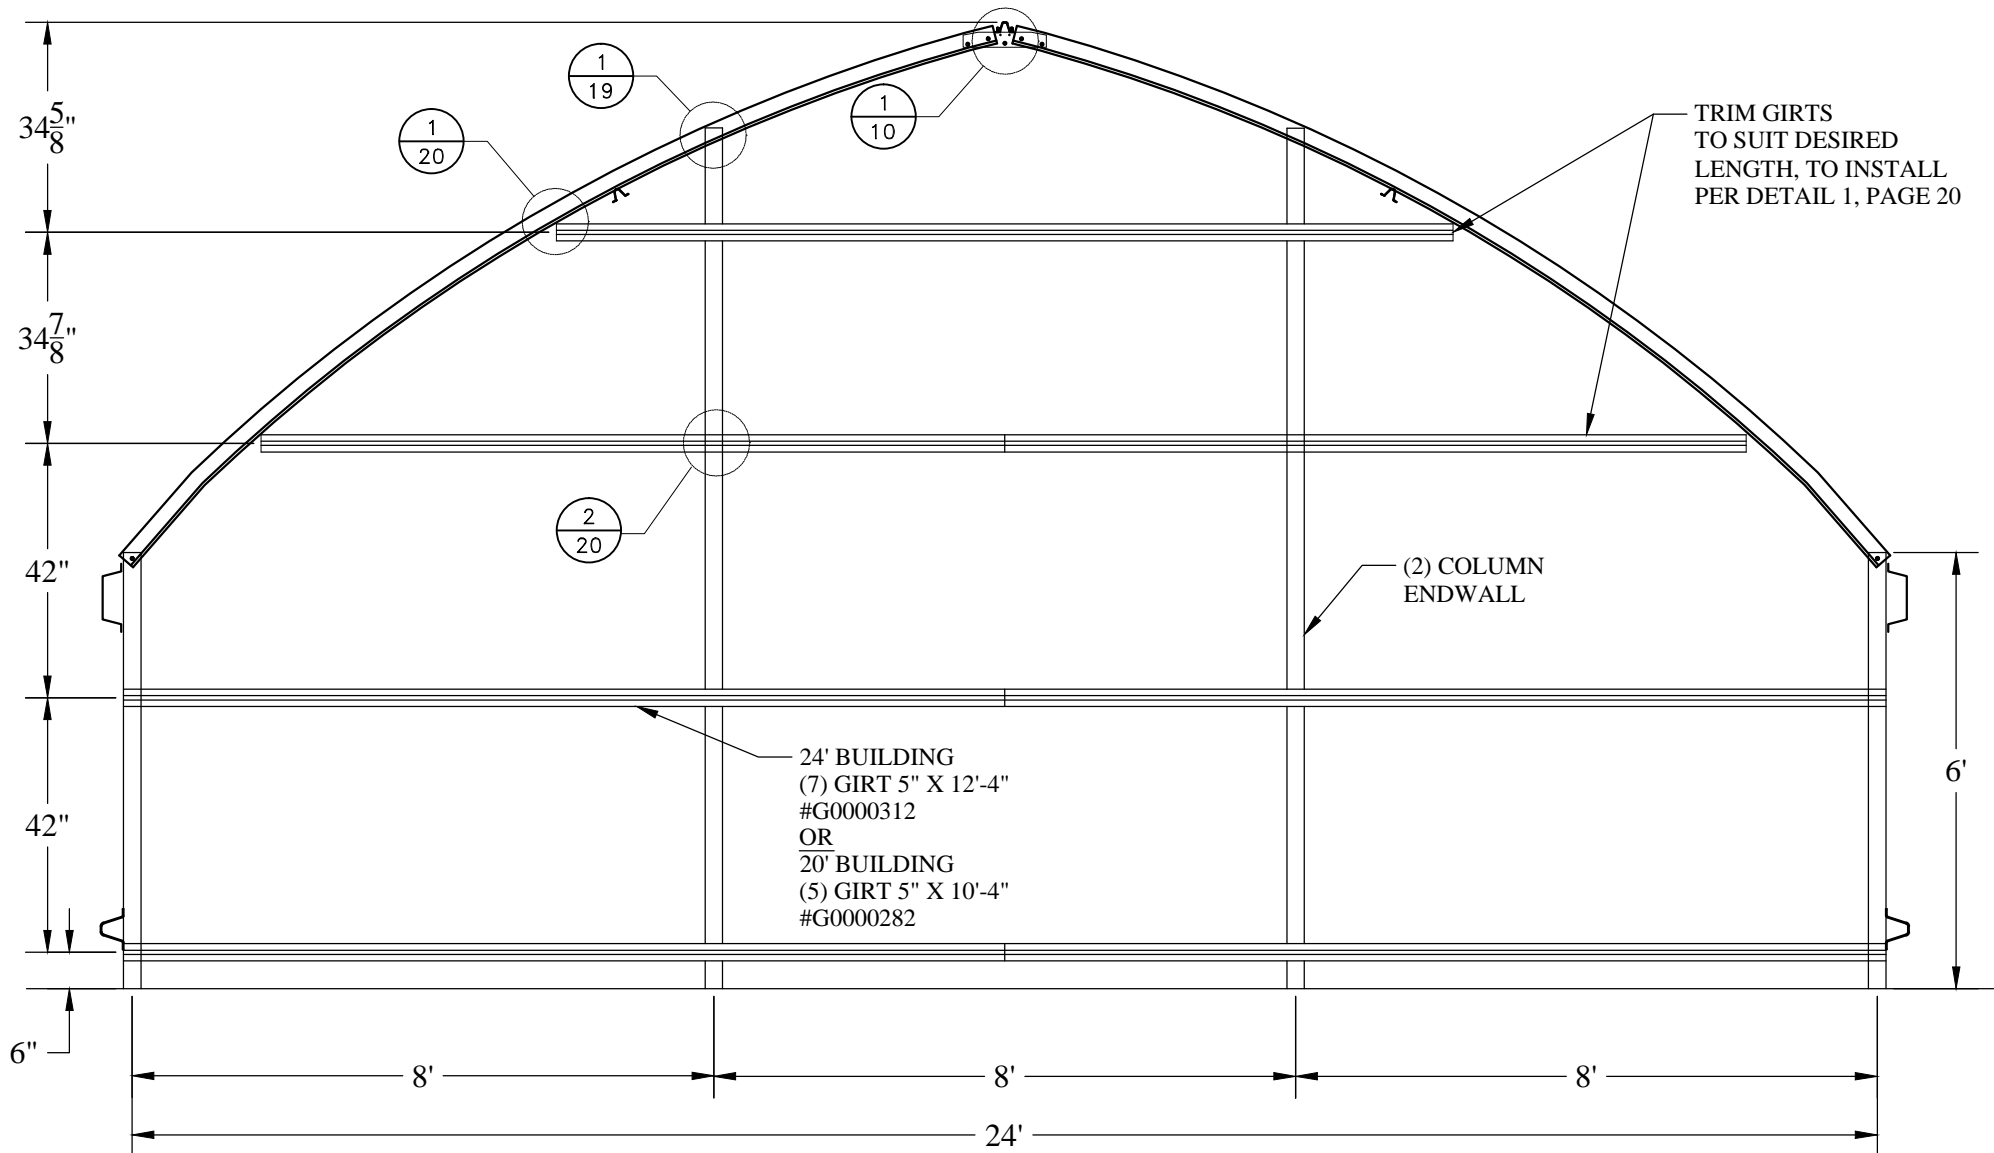 34 5/8"
1
19
1
20
1
10
TRIM GIRTS
TO SUIT DESIRED
LENGTH, TO INSTALL
PER DETAIL 1, PAGE 20
34 7/8"
2
20
42"
(2) COLUMN
ENDWALL
24' BUILDING
(7) GIRT 5" X 12'-4"
#G0000312
OR
20' BUILDING
(5) GIRT 5" X 10'-4"
#G0000282
6'
42"
6"
8'
8'
8'
24'